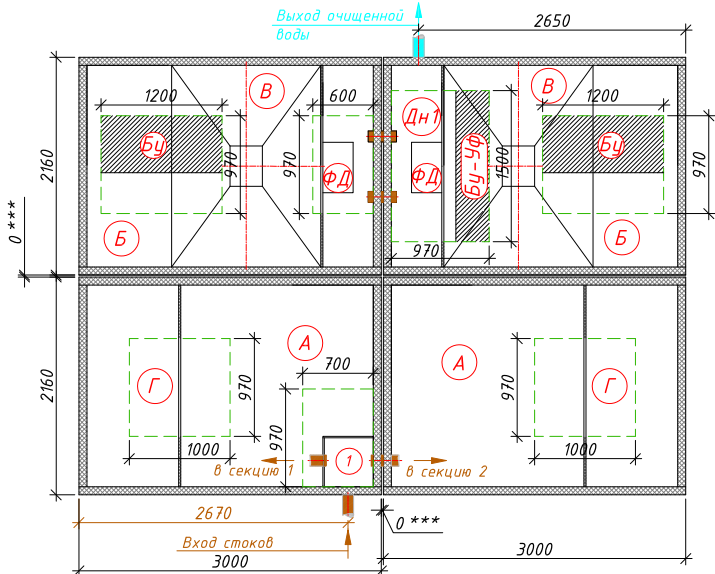 Выход очищенной
воды
2650
В
В
1200
600
Дн1
1200
Бу
970
970
ФД
ФД
Бу-Уф
1500
Бу
970
2160
0***
Б
Б
970
А
А
700
Г
970
970
970
Г
2160
1000
1000
1
в секцию 1
в секцию 2
2670
0***
Вход стоков
3000
3000